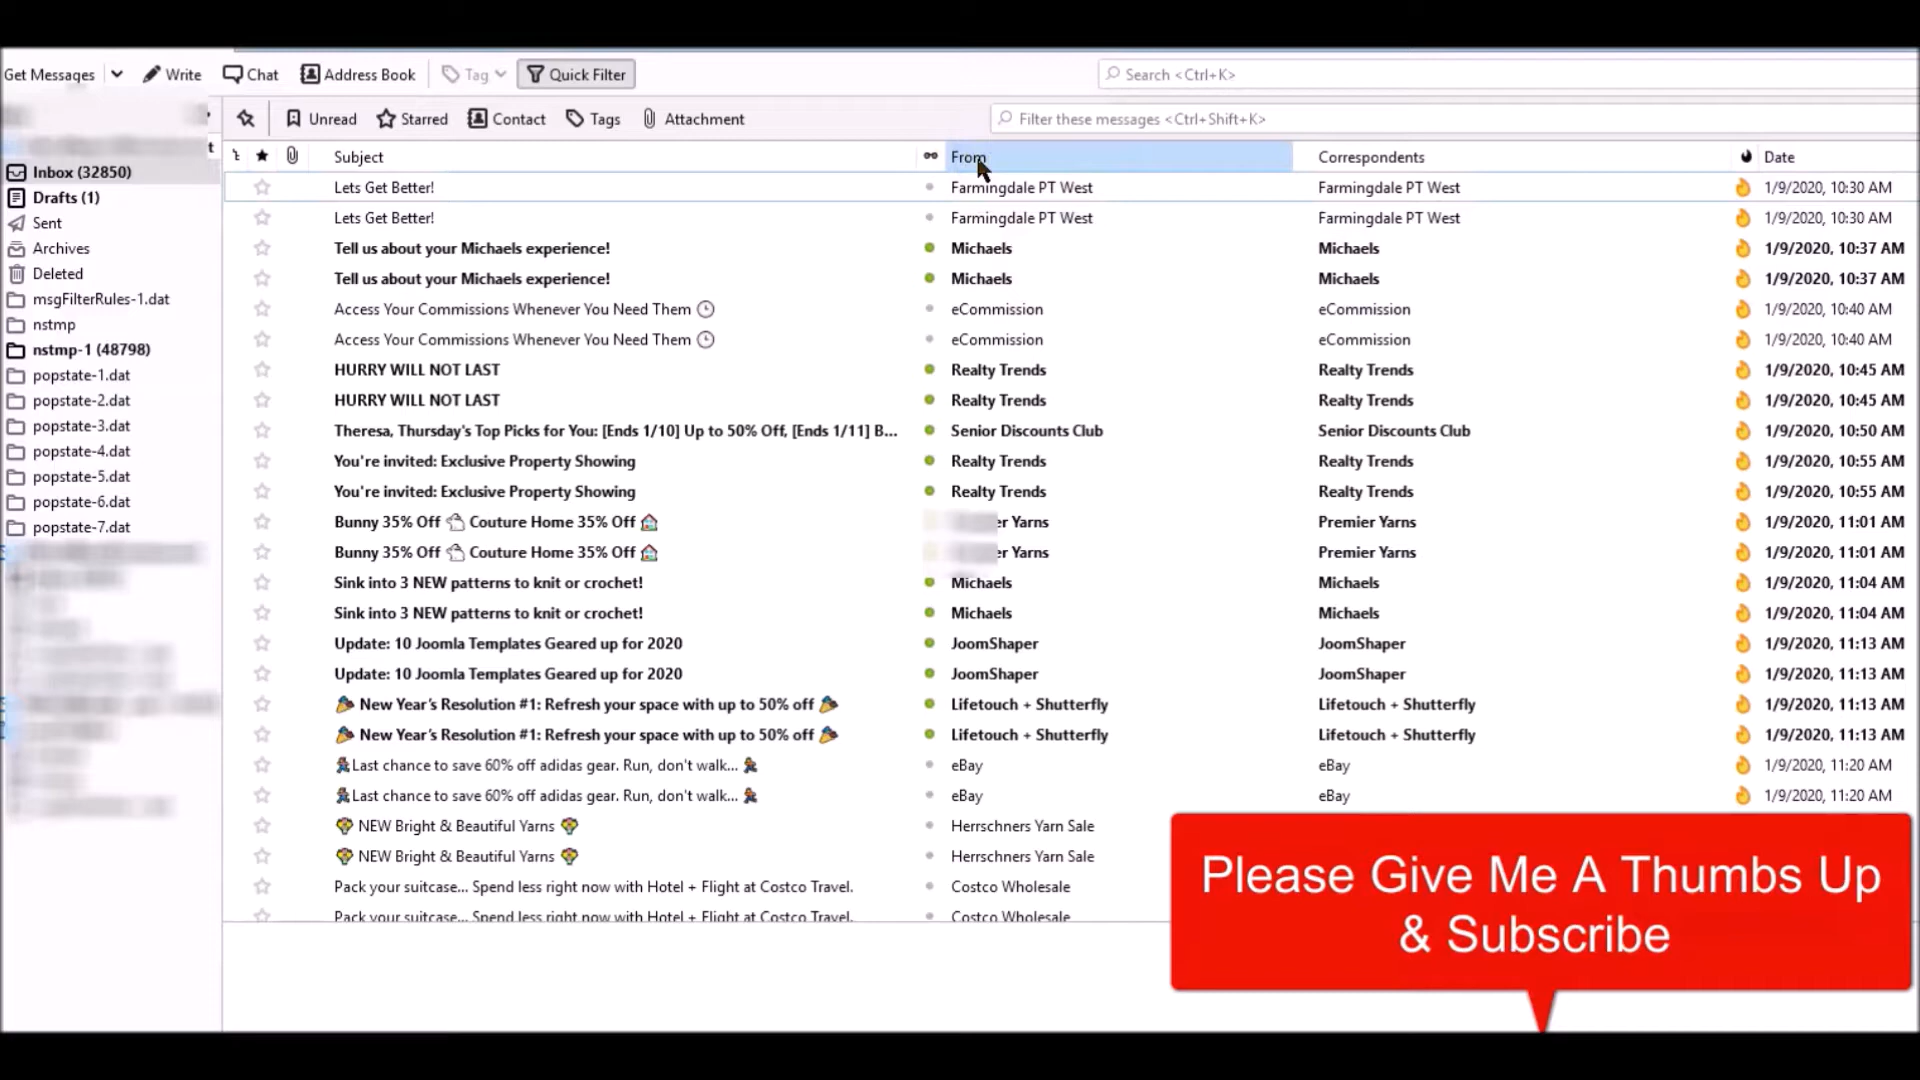 Get Messages Write Chat Address Book Tag Quick Filter Search <Ctrl+K>
Unread Starred Contact Tags Attachment Filter these messages <Ctrl+Shift+K>
Inbox (32850)
Drafts (1)
Sent
Archives
Deleted
msgFilterRules-1.dat
nstmp
nstmp-1 (48798)
popstate-1.dat
popstate-2.dat
popstate-3.dat
popstate-4.dat
popstate-5.dat
popstate-6.dat
popstate-7.dat
Subject From Correspondents Date
Lets Get Better! Farmingdale PT West Farmingdale PT West 1/9/2020, 10:30 AM
Lets Get Better! Farmingdale PT West Farmingdale PT West 1/9/2020, 10:30 AM
Tell us about your Michaels experience! Michaels Michaels 1/9/2020, 10:37 AM
Tell us about your Michaels experience! Michaels Michaels 1/9/2020, 10:37 AM
Access Your Commissions Whenever You Need Them eCommission eCommission 1/9/2020, 10:40 AM
Access Your Commissions Whenever You Need Them eCommission eCommission 1/9/2020, 10:40 AM
HURRY WILL NOT LAST Realty Trends Realty Trends 1/9/2020, 10:45 AM
HURRY WILL NOT LAST Realty Trends Realty Trends 1/9/2020, 10:45 AM
Theresa, Thursday's Top Picks for You: [Ends 1/10] Up to 50% Off, [Ends 1/11] B... Senior Discounts Club Senior Discounts Club 1/9/2020, 10:50 AM
You're invited: Exclusive Property Showing Realty Trends Realty Trends 1/9/2020, 10:55 AM
You're invited: Exclusive Property Showing Realty Trends Realty Trends 1/9/2020, 10:55 AM
Bunny 35% Off 🐇 Couture Home 35% Off 🏠 er Yarns Premier Yarns 1/9/2020, 11:01 AM
Bunny 35% Off 🐇 Couture Home 35% Off 🏠 er Yarns Premier Yarns 1/9/2020, 11:01 AM
Sink into 3 NEW patterns to knit or crochet! Michaels Michaels 1/9/2020, 11:04 AM
Sink into 3 NEW patterns to knit or crochet! Michaels Michaels 1/9/2020, 11:04 AM
Update: 10 Joomla Templates Geared up for 2020 JoomShaper JoomShaper 1/9/2020, 11:13 AM
Update: 10 Joomla Templates Geared up for 2020 JoomShaper JoomShaper 1/9/2020, 11:13 AM
New Year's Resolution #1: Refresh your space with up to 50% off Lifetouch + Shutterfly Lifetouch + Shutterfly 1/9/2020, 11:13 AM
New Year's Resolution #1: Refresh your space with up to 50% off Lifetouch + Shutterfly Lifetouch + Shutterfly 1/9/2020, 11:13 AM
Last chance to save 60% off adidas gear. Run, don't walk... eBay eBay 1/9/2020, 11:20 AM
Last chance to save 60% off adidas gear. Run, don't walk... eBay eBay 1/9/2020, 11:20 AM
NEW Bright & Beautiful Yarns Herrschners Yarn Sale
NEW Bright & Beautiful Yarns Herrschners Yarn Sale
Pack your suitcase... Spend less right now with Hotel + Flight at Costco Travel. Costco Wholesale
Pack your suitcase... Spend less right now with Hotel + Flight at Costco Travel. Costco Wholesale
Please Give Me A Thumbs Up
& Subscribe